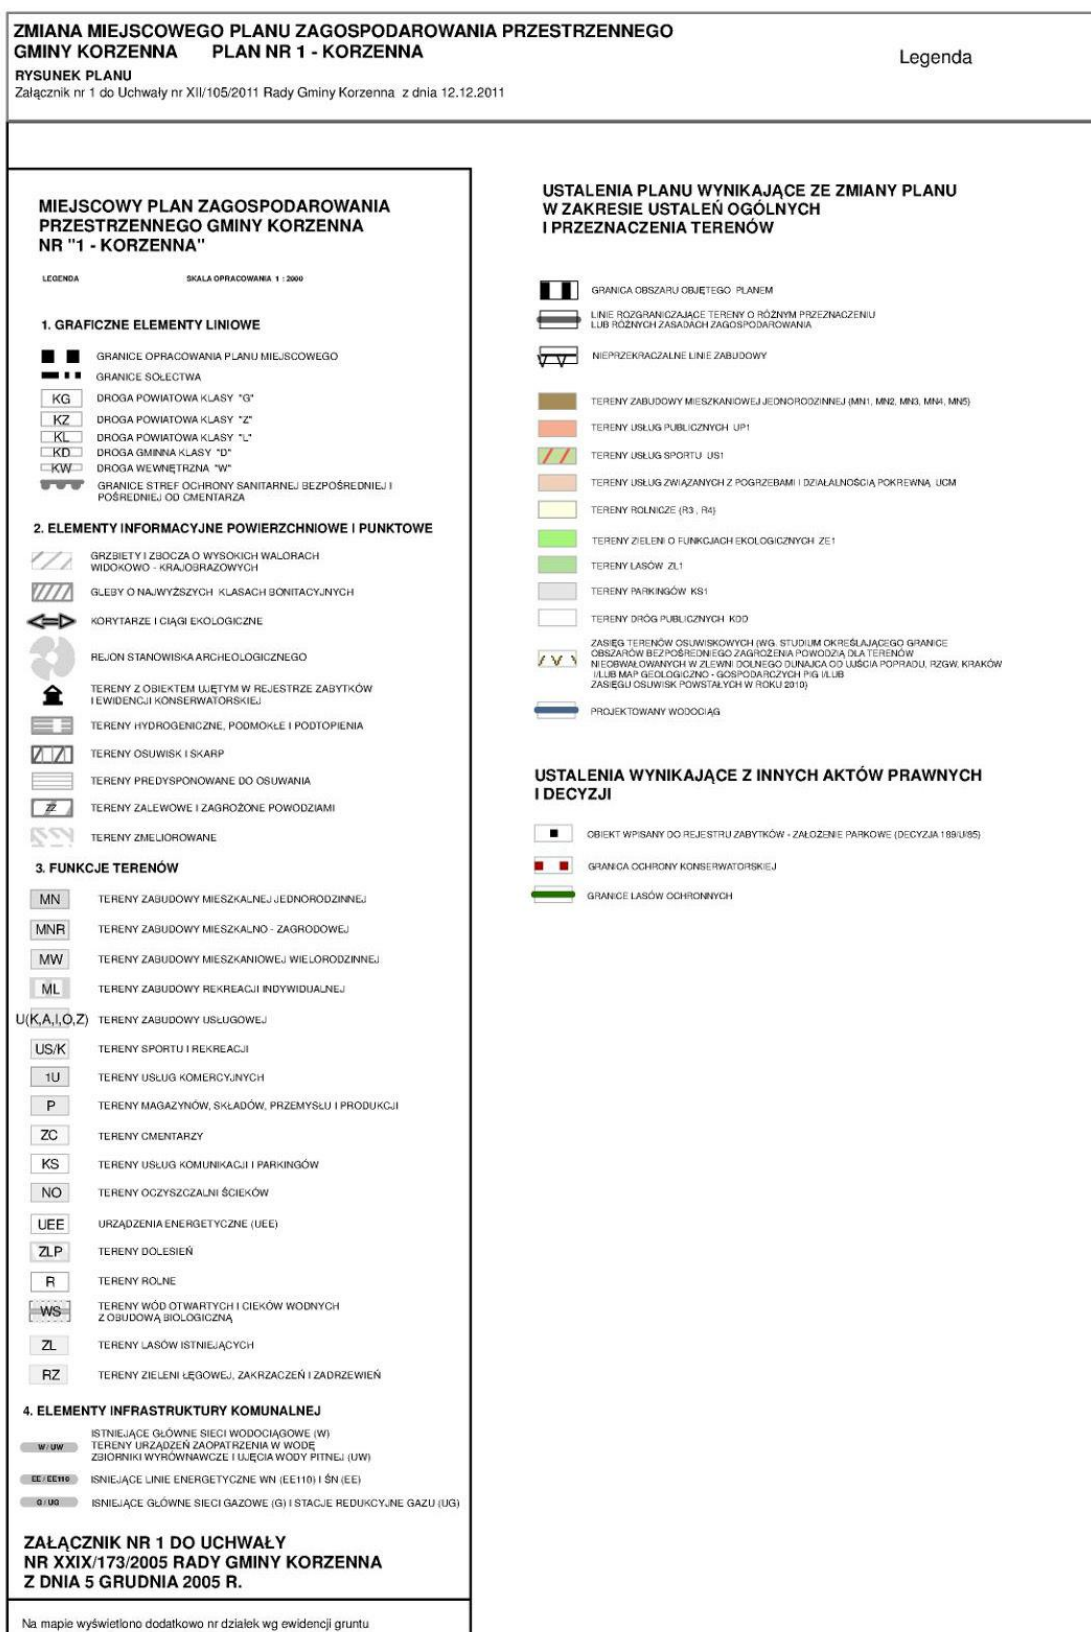 ZMIANA MIEJSCOWEGO PLANU ZAGOSPODAROWANIA PRZESTRZENNEGO
GMINY KORZENNA PLAN NR 1 - KORZENNA
RYSUNEK PLANU
Załącznik nr 1 do Uchwały nr XII/105/2011 Rady Gminy Korzenna z dnia 12.12.2011
Legenda
MIEJSCOWY PLAN ZAGOSPODAROWANIA
PRZESTRZENNEGO GMINY KORZENNA
NR "1 - KORZENNA"
LEGENDA SKALA OPRACOWANIA 1 : 2000
1. GRAFICZNE ELEMENTY LINIOWE
GRANICE OPRACOWANIA PLANU MIEJSCOWEGO
GRANICE SOŁECTWA
KG DROGA POWIATOWA KLASY "G"
KZ DROGA POWIATOWA KLASY "Z"
KL DROGA POWIATOWA KLASY "L"
KD DROGA GMINNA KLASY "D"
KW DROGA WEWNĘTRZNA "W"
GRANICE STREF OCHRONY SANITARNEJ BEZPOŚREDNIEJ I
POŚREDNIEJ OD CMENTARZA
2. ELEMENTY INFORMACYJNE POWIERZCHNIOWE I PUNKTOWE
GRZBIETY I ZBOCZA O WYSOKICH WALORACH
WIDOKOWO - KRAJOBRAZOWYCH
GLEBY O NAJWYŻSZYCH KLASACH BONITACYJNYCH
KORYTARZE I CIĄGI EKOLOGICZNE
REJON STANOWISKA ARCHEOLOGICZNEGO
TERENY Z OBIEKTEM UJĘTYM W REJESTRZE ZABYTKÓW
I EWIDENCJI KONSERWATORSKIEJ
TERENY HYDROGENICZNE, PODMOKŁE I PODTOPIENIA
TERENY OSUWISK I SKARP
TERENY PREDYSPONOWANE DO OSUWANIA
ZZ TERENY ZALEWOWE I ZAGROŻONE POWODZIAMI
TERENY ZMELIOROWANE
3. FUNKCJE TERENÓW
MN TERENY ZABUDOWY MIESZKALNEJ JEDNORODZINNEJ
MNR TERENY ZABUDOWY MIESZKALNO - ZAGRODOWEJ
MW TERENY ZABUDOWY MIESZKANIOWEJ WIELORODZINNEJ
ML TERENY ZABUDOWY REKREACJI INDYWIDUALNEJ
U(K,A,I,O,Z) TERENY ZABUDOWY USŁUGOWEJ
US/K TERENY SPORTU I REKREACJI
1U TERENY USŁUG KOMERCYJNYCH
P TERENY MAGAZYNÓW, SKŁADÓW, PRZEMYSŁU I PRODUKCJI
ZC TERENY CMENTARZY
KS TERENY USŁUG KOMUNIKACJI I PARKINGÓW
NO TERENY OCZYSZCZALNI ŚCIEKÓW
UEE URZĄDZENIA ENERGETYCZNE (UEE)
ZLP TERENY DOLESIEŃ
R TERENY ROLNE
WS TERENY WÓD OTWARTYCH I CIEKÓW WODNYCH
Z OBUDOWĄ BIOLOGICZNĄ
ZL TERENY LASÓW ISTNIEJĄCYCH
RZ TERENY ZIELENI ŁĘGOWEJ, ZAKRZACZEŃ I ZADRZEWIEŃ
4. ELEMENTY INFRASTRUKTURY KOMUNALNEJ
ISTNIEJĄCE GŁÓWNE SIECI WODOCIĄGOWE (W)
W/ UW TERENY URZĄDZEŃ ZAOPATRZENIA W WODĘ
ZBIORNIKI WYRÓWNAWCZE I UJĘCIA WODY PITNEJ (UW)
EE / EE110 ISNIEJĄCE LINIE ENERGETYCZNE WN (EE110) I ŚN (EE)
G / UG ISNIEJĄCE GŁÓWNE SIECI GAZOWE (G) I STACJE REDUKCYJNE GAZU (UG)
ZAŁĄCZNIK NR 1 DO UCHWAŁY
NR XXIX/173/2005 RADY GMINY KORZENNA
Z DNIA 5 GRUDNIA 2005 R.
Na mapie wyświetlono dodatkowo nr działek wg ewidencji gruntu
USTALENIA PLANU WYNIKAJĄCE ZE ZMIANY PLANU
W ZAKRESIE USTALEŃ OGÓLNYCH
I PRZEZNACZENIA TERENÓW
GRANICA OBSZARU OBJĘTEGO PLANEM
LINIE ROZGRANICZAJĄCE TERENY O RÓŻNYM PRZEZNACZENIU
LUB RÓŻNYCH ZASADACH ZAGOSPODAROWANIA
NIEPRZEKRACZALNE LINIE ZABUDOWY
TERENY ZABUDOWY MIESZKANIOWEJ JEDNORODZINNEJ (MN1, MN2, MN3, MN4, MN5)
TERENY USŁUG PUBLICZNYCH UP1
TERENY USŁUG SPORTU US1
TERENY USŁUG ZWIĄZANYCH Z POGRZEBAMI I DZIAŁALNOŚCIĄ POKREWNĄ UCM
TERENY ROLNICZE (R3 , R4)
TERENY ZIELENI O FUNKCJACH EKOLOGICZNYCH ZE1
TERENY LASÓW ZL1
TERENY PARKINGÓW KS1
TERENY DRÓG PUBLICZNYCH KDD
ZASIĘG TERENÓW OSUWISKOWYCH (WG. STUDIUM OKREŚLAJĄCEGO GRANICE
OBSZARÓW BEZPOŚREDNIEGO ZAGROŻENIA POWODZIĄ DLA TERENÓW
NIEOBWAŁOWANYCH W ZLEWNI DOLNEGO DUNAJCA OD UJŚCIA POPRADU, RZGW, KRAKÓW
I/LUB MAP GEOLOGICZNO - GOSPODARCZYCH PIG I/LUB
ZASIĘGU OSUWISK POWSTAŁYCH W ROKU 2010)
PROJEKTOWANY WODOCIĄG
USTALENIA WYNIKAJĄCE Z INNYCH AKTÓW PRAWNYCH
I DECYZJI
OBIEKT WPISANY DO REJESTRU ZABYTKÓW - ZAŁOŻENIE PARKOWE (DECYZJA 189/U/85)
GRANICA OCHRONY KONSERWATORSKIEJ
GRANICE LASÓW OCHRONNYCH